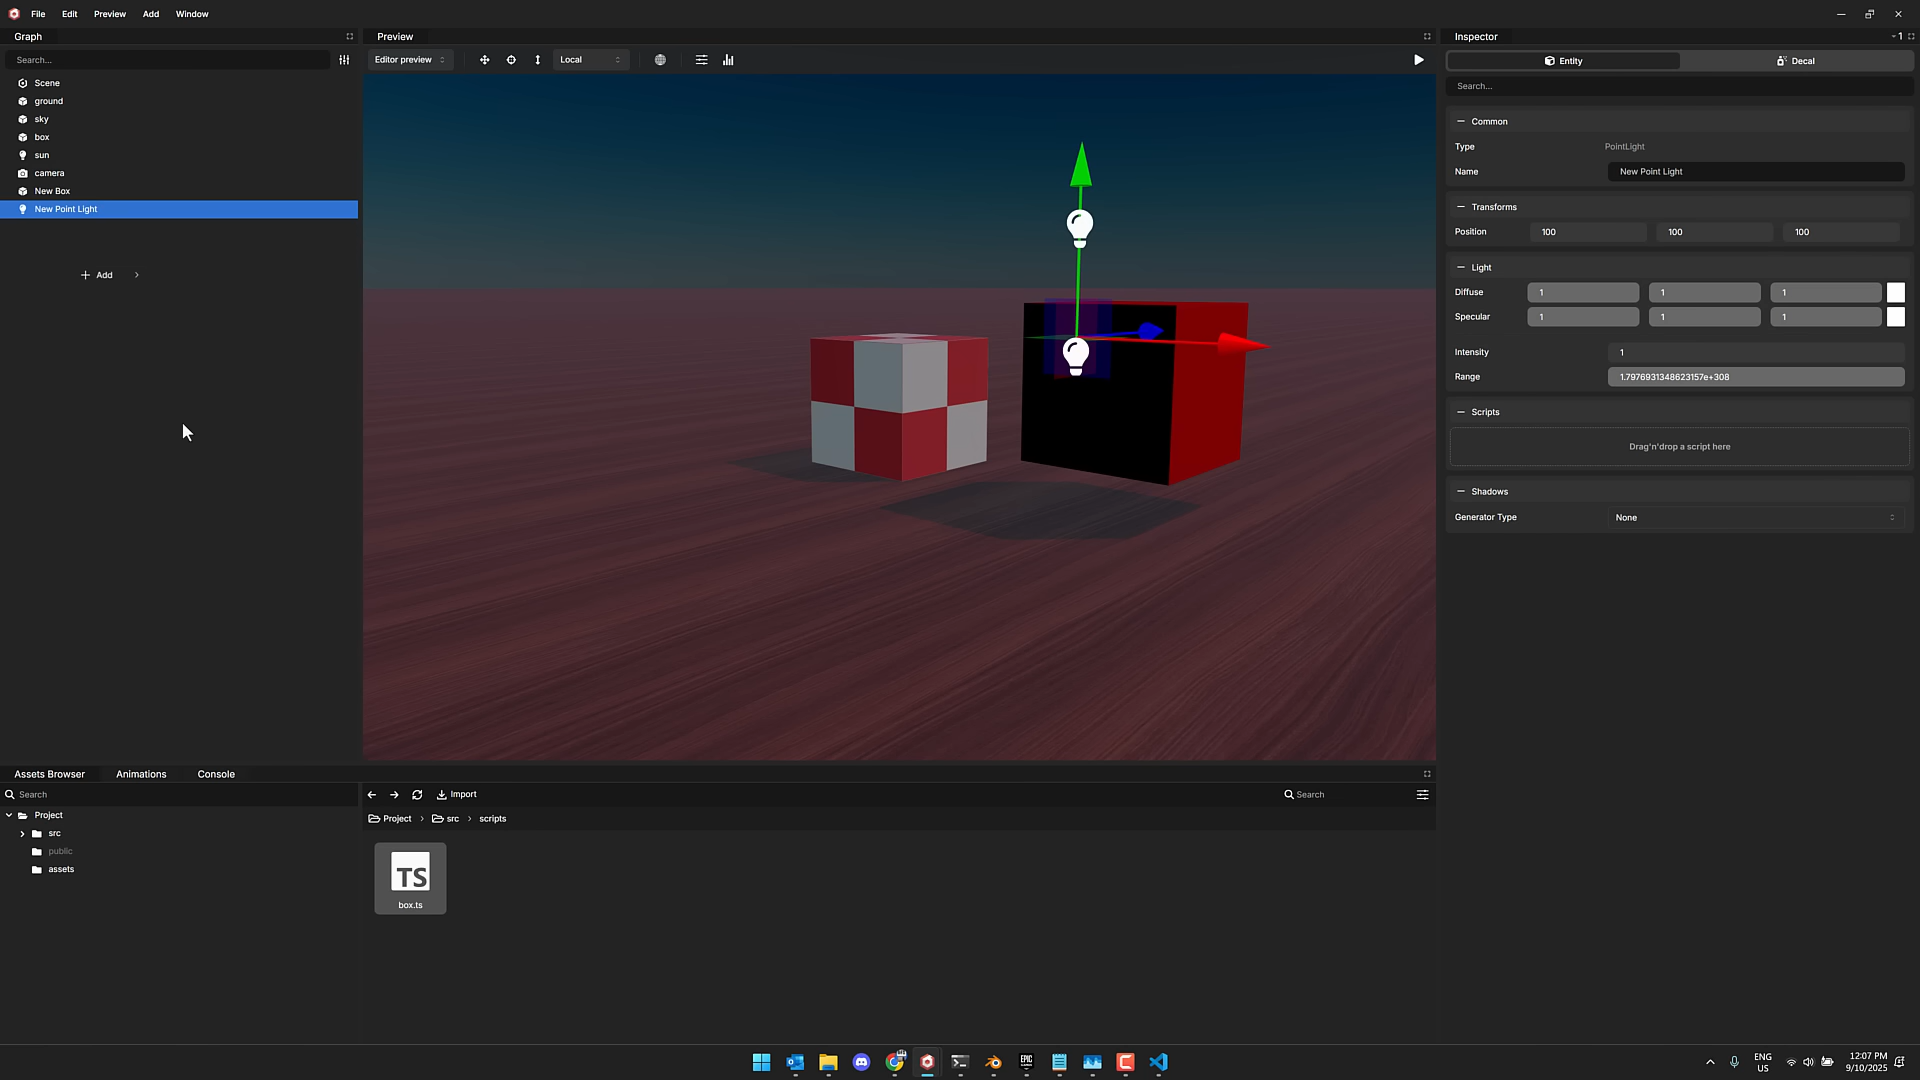 File Edit Preview Add Window
Graph
Search...
Scene
ground
sky
box
sun
camera
New Box
New Point Light
Add
Preview
Editor preview
Local
Inspector
1
Entity
Decal
Search...
Common
Type PointLight
Name New Point Light
Transforms
Position 100 100 100
Light
Diffuse 1 1 1
Specular 1 1 1
Intensity 1
Range 1.7976931348623157e+308
Scripts
Drag'n'drop a script here
Shadows
Generator Type None
Assets Browser Animations Console
Search
Project
src
public
assets
Import
Search
Project > src > scripts
TS
box.ts
EPIC
ENG
US
12:07 PM
9/10/2025